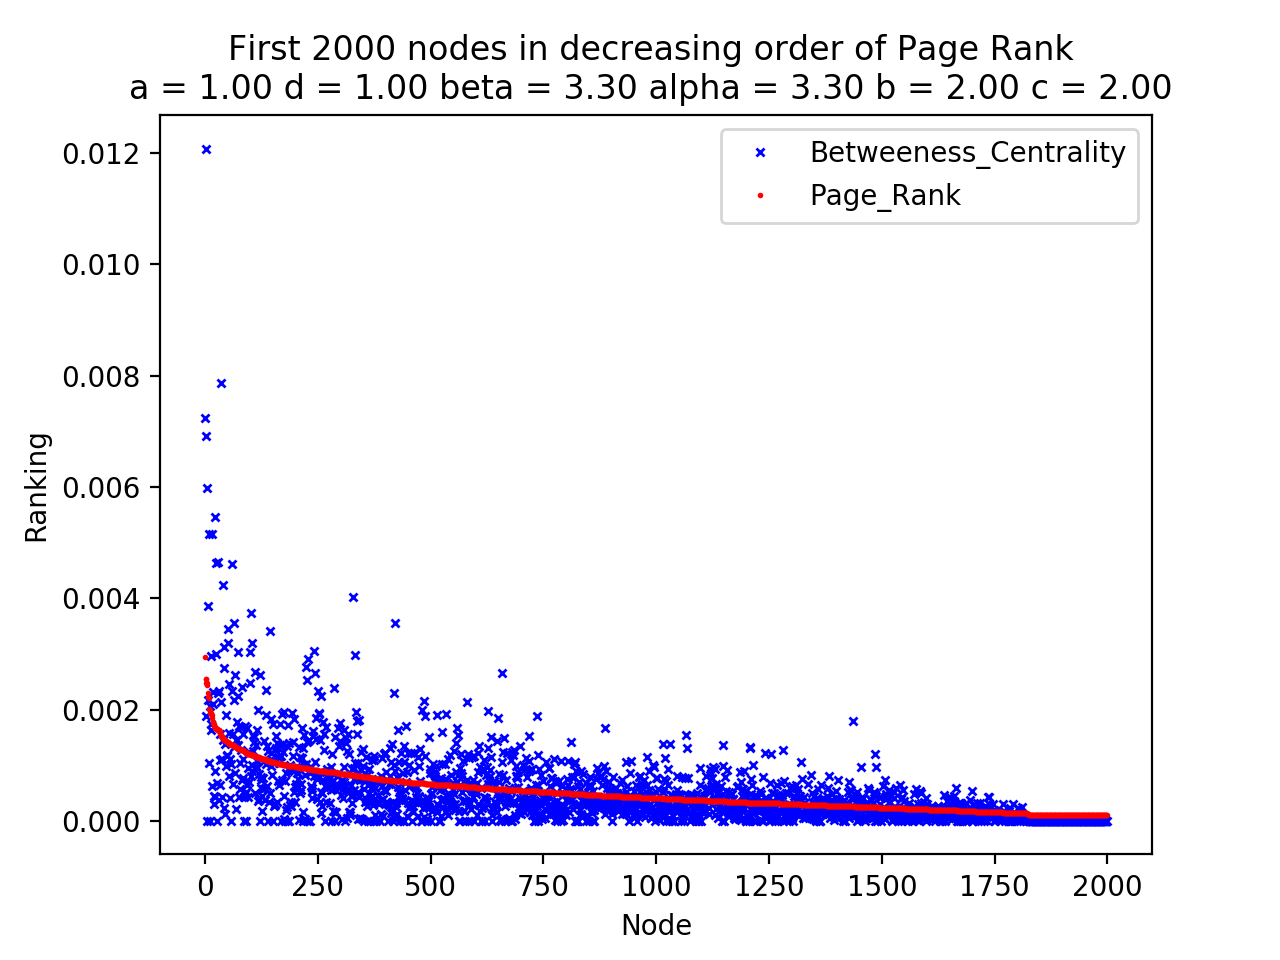 First 2000 nodes in decreasing order of Page Rank
a = 1.00 d = 1.00 beta = 3.30 alpha = 3.30 b = 2.00 c = 2.00
Betweeness_Centrality
Page_Rank
0.012
0.010
0.008
0.006
0.004
0.002
0.000
Ranking
0 250 500 750 1000 1250 1500 1750 2000
Node